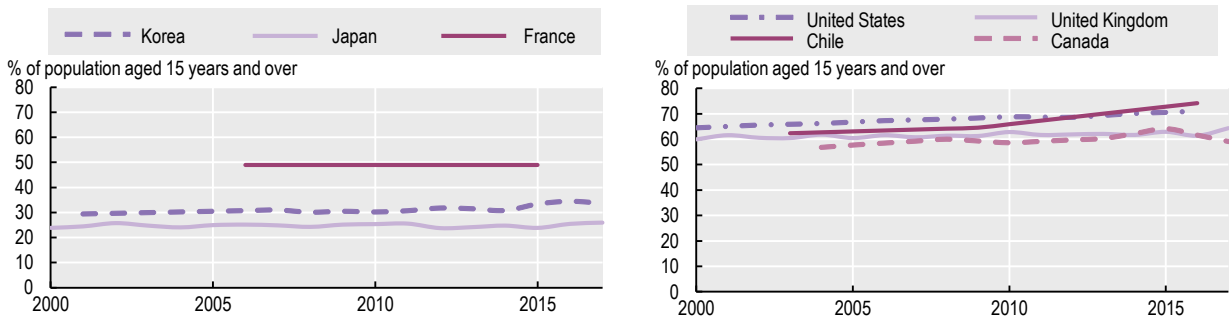 Korea Japan France
% of population aged 15 years and over
80
70
60
50
40
30
20
10
0
2000 2005 2010 2015
United States United Kingdom
Chile Canada
% of population aged 15 years and over
80
70
60
50
40
30
20
10
0
2000 2005 2010 2015